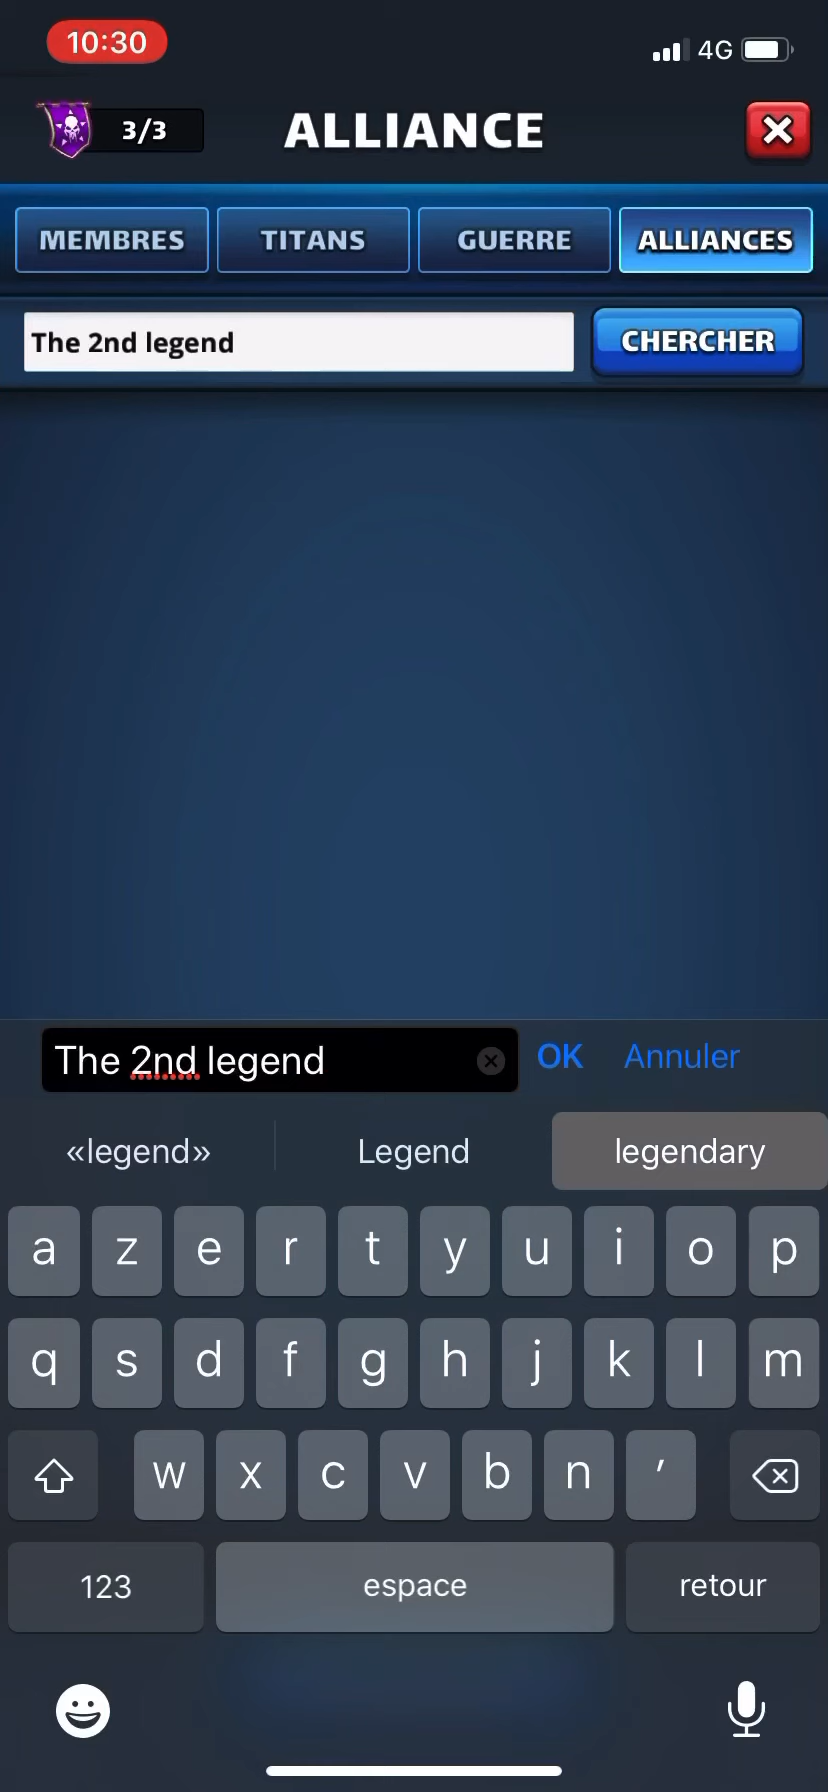 10:30
4G
3/3
ALLIANCE
MEMBRES
TITANS
GUERRE
ALLIANCES
The 2nd legend
CHERCHER
The 2nd legend
OK
Annuler
«legend»
Legend
legendary
a z e r t y u i o p
q s d f g h j k l m
w x c v b n ’
123
espace
retour